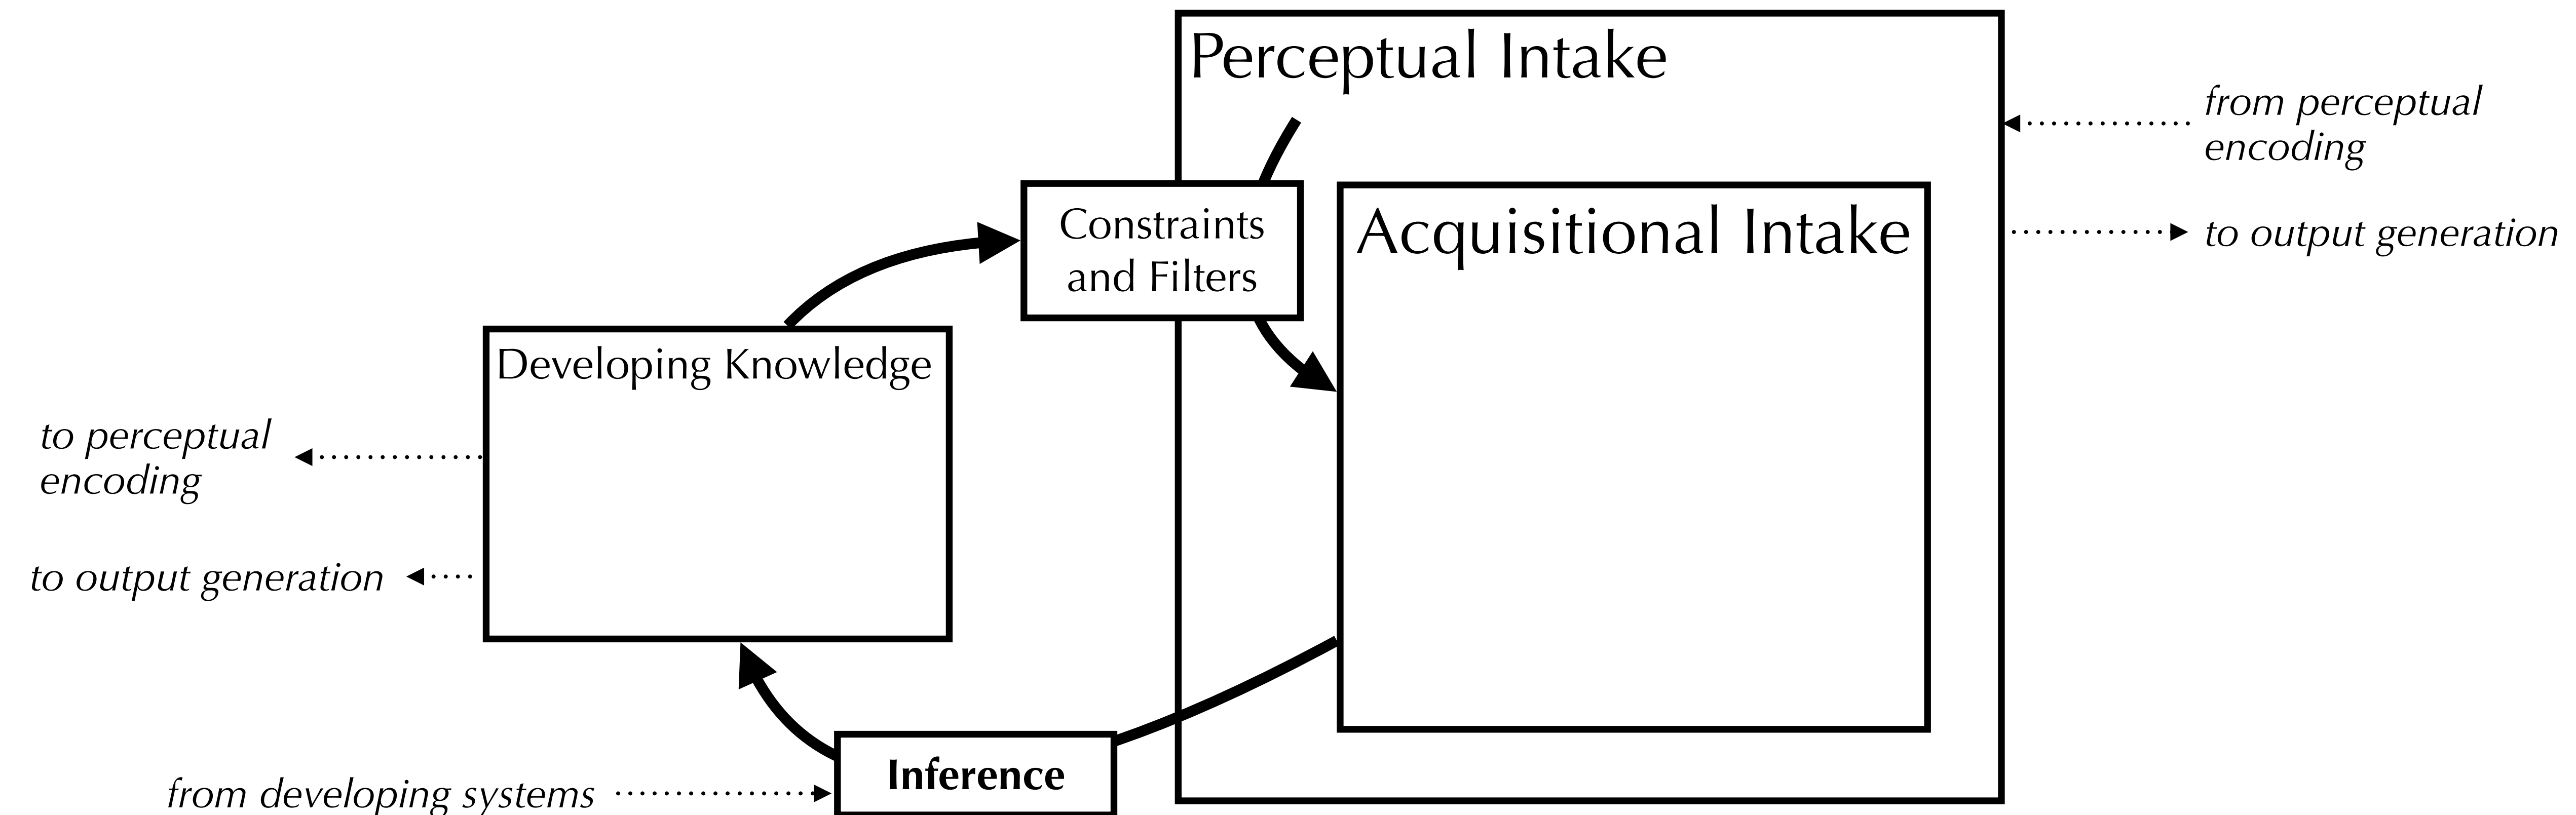 Perceptual Intake
from perceptual
encoding
Constraints
and Filters
Acquisitional Intake
to output generation
Developing Knowledge
to perceptual
encoding
to output generation
Inference
from developing systems